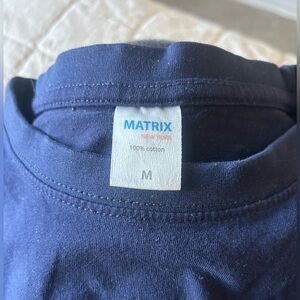 MATRIX
NEW YORK
100% cotton
M